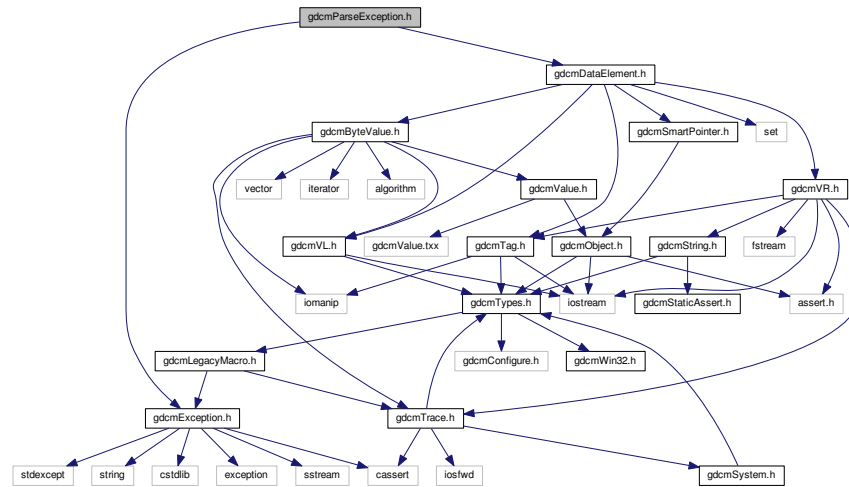 gdcmParseException.h
gdcmDataElement.h
gdcmByteValue.h
gdcmSmartPointer.h
set
vector
iterator
algorithm
gdcmValue.h
gdcmVR.h
gdcmVL.h
gdcmValue.txx
gdcmTag.h
gdcmObject.h
gdcmString.h
fstream
iomanip
gdcmTypes.h
iostream
gdcmStaticAssert.h
assert.h
gdcmLegacyMacro.h
gdcmConfigure.h
gdcmWin32.h
gdcmException.h
gdcmTrace.h
stdexcept
string
cstdlib
exception
sstream
cassert
iosfwd
gdcmSystem.h